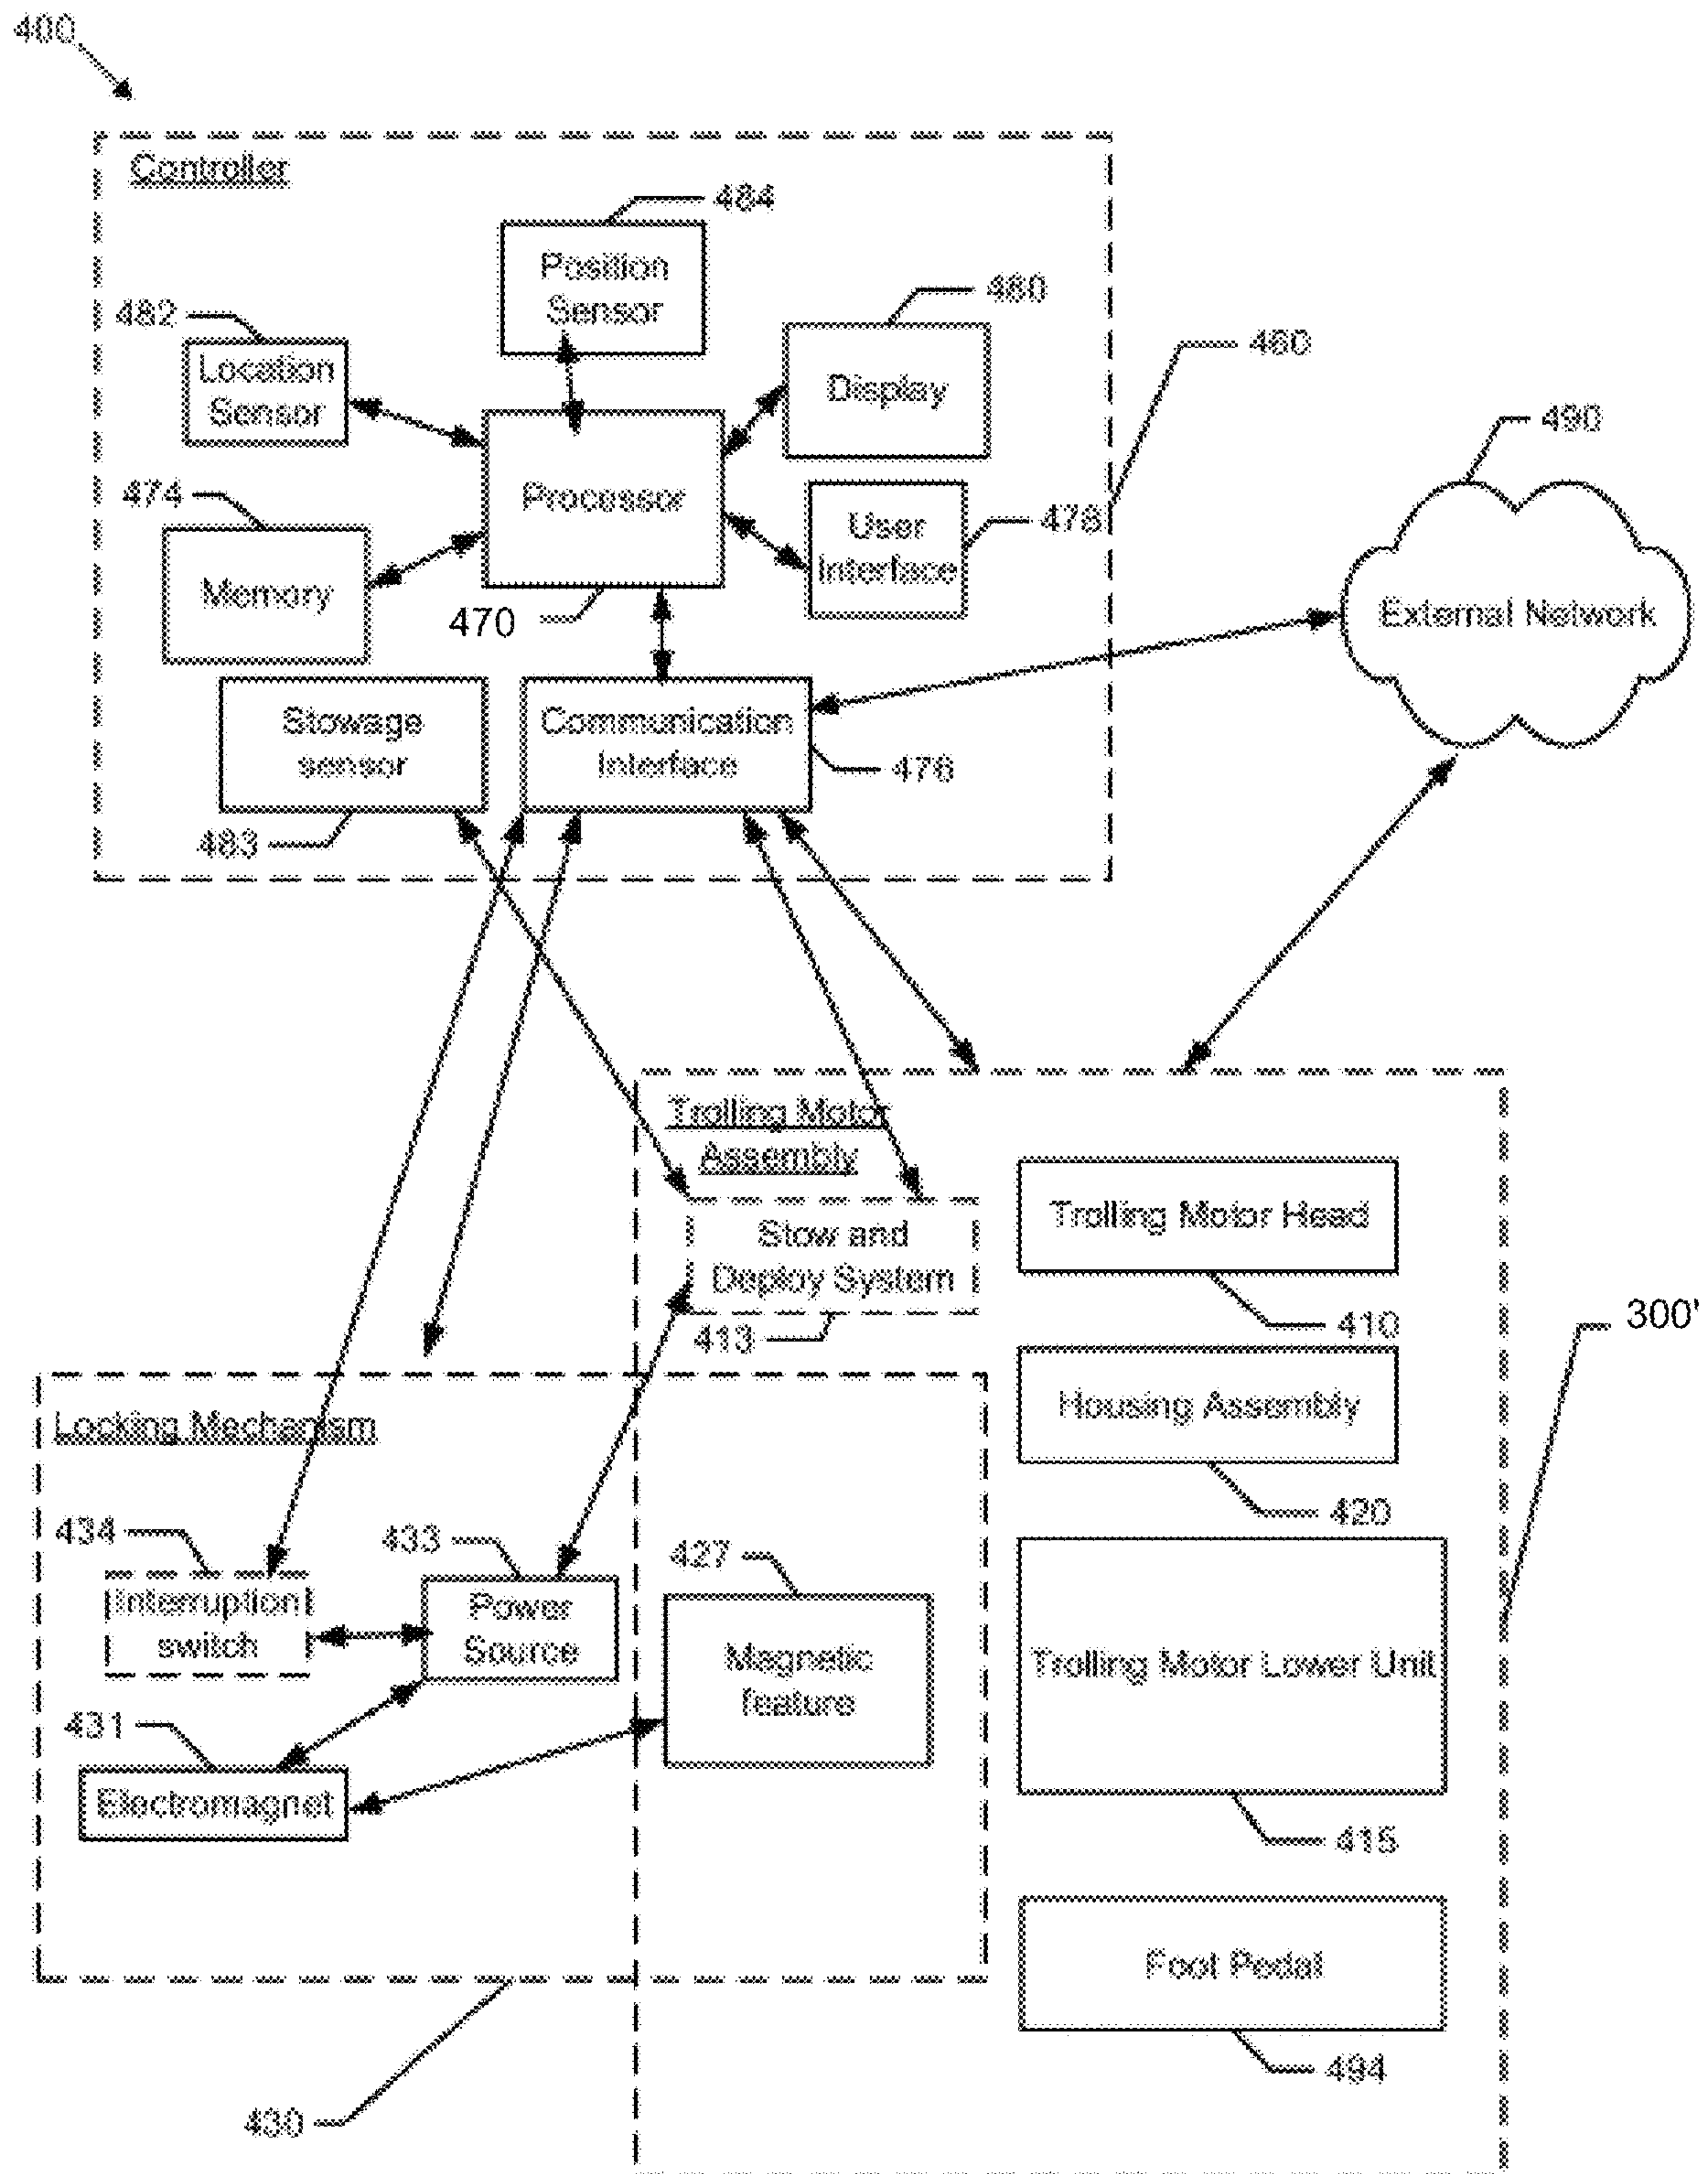 400
Controller
484
Position
Sensor
480
482
Location
Sensor
Display
460
490
474
Processor
User
Interface
478
Memory
470
External Network
Stowage
sensor
Communication
Interface
476
483
Trolling Motor
Assembly
Trolling Motor Head
Stow and
Deploy System
413
410
300'
Housing Assembly
Locking Mechanism
420
434
433
427
Interruption
switch
Power
Source
Magnetic
feature
Trolling Motor Lower Unit
431
Electromagnet
415
Foot Pedal
494
430